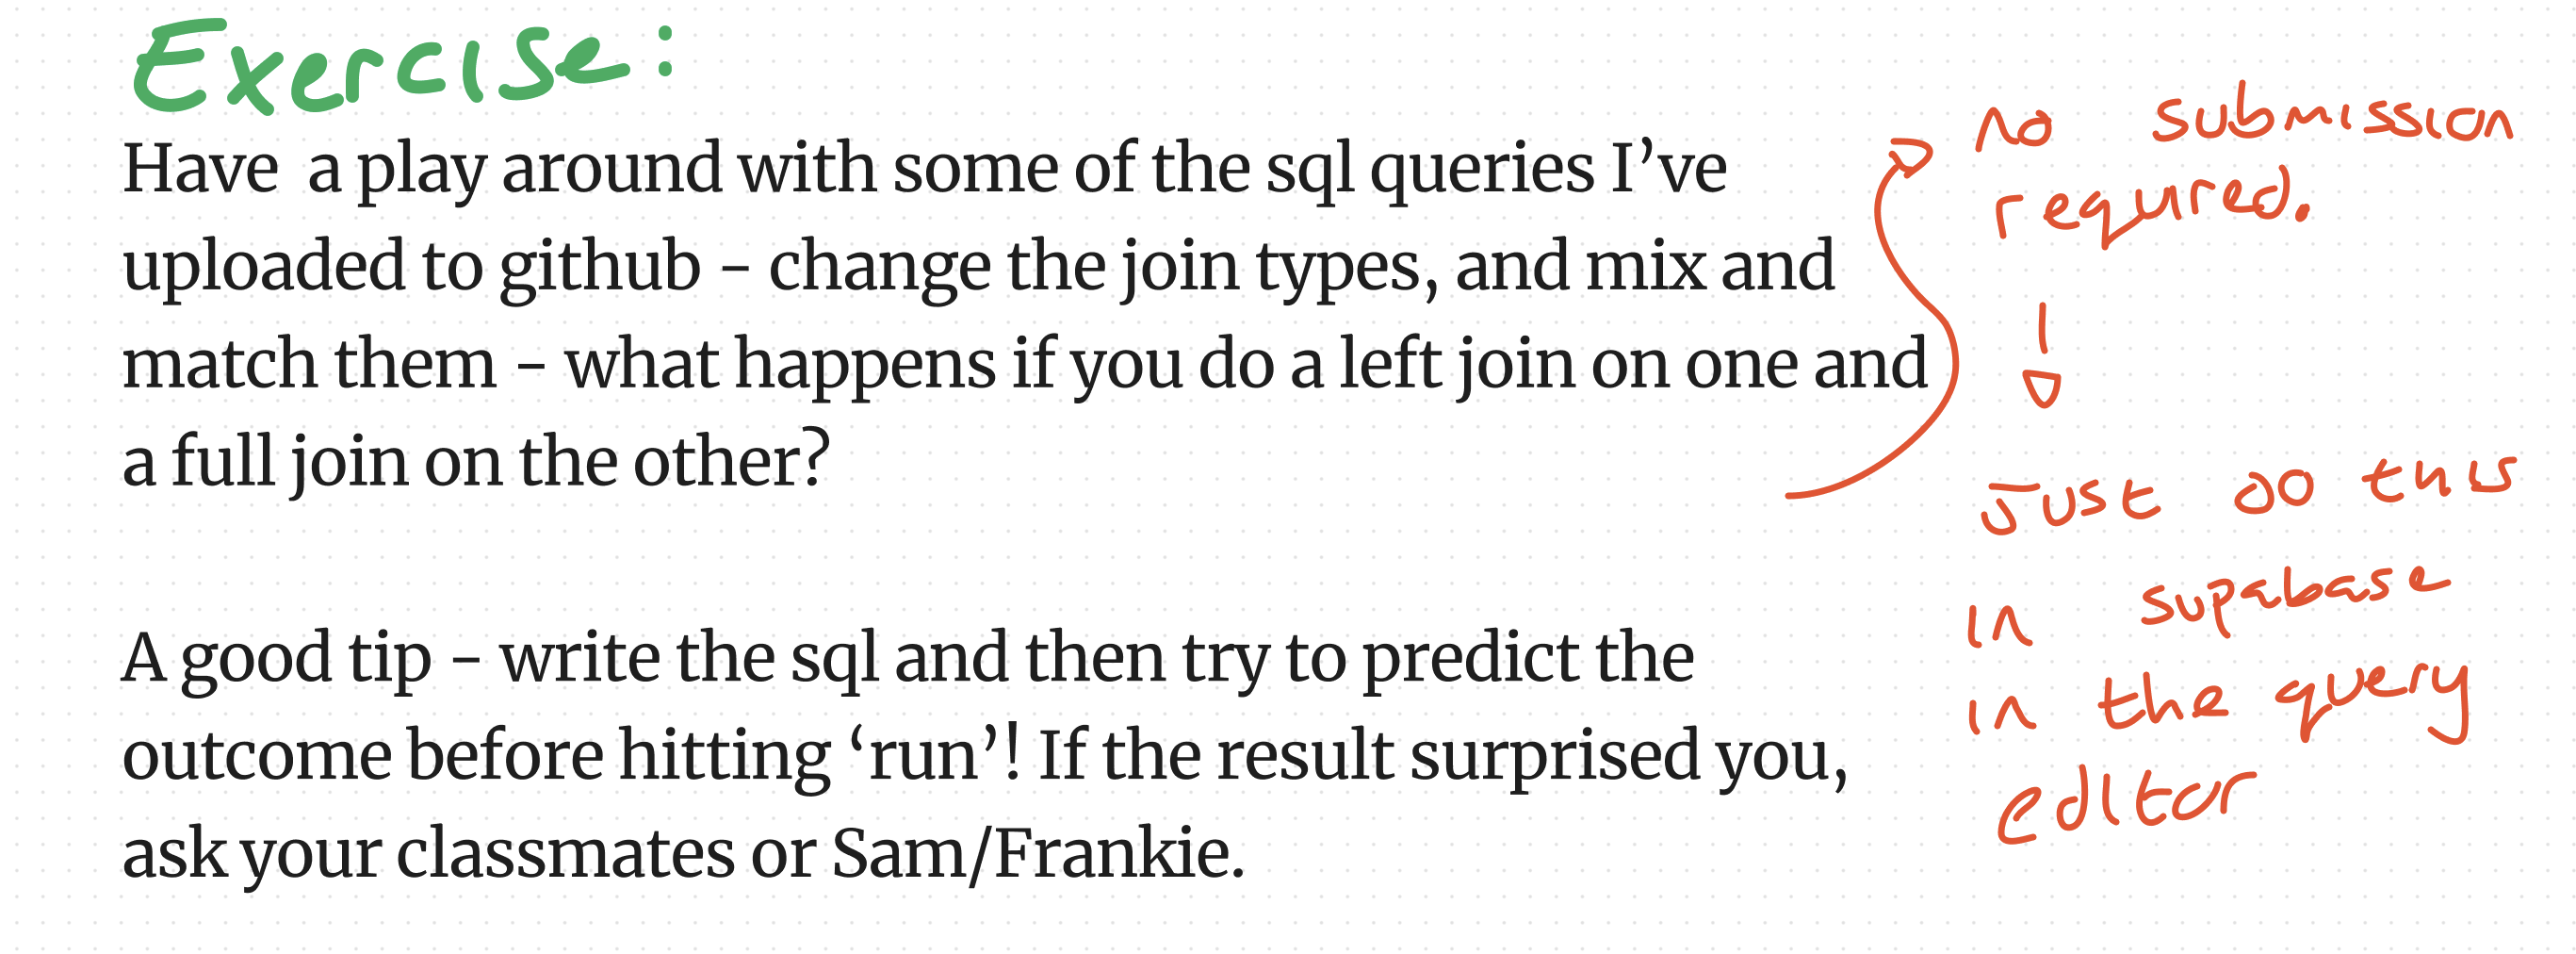 Exercise:
Have a play around with some of the sql queries I’ve
uploaded to github - change the join types, and mix and
match them - what happens if you do a left join on one and
a full join on the other?
A good tip - write the sql and then try to predict the
outcome before hitting ‘run’! If the result surprised you,
ask your classmates or Sam/Frankie.
no submission
required.
Just do this
in supabase
in the query
editor